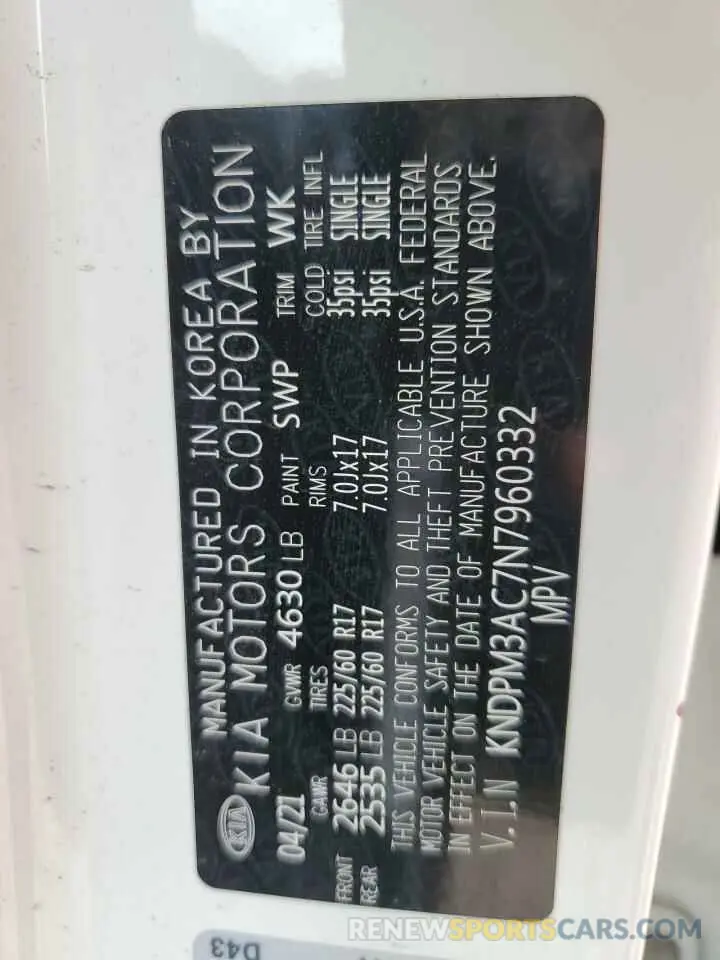 MANUFACTURED IN KOREA BY
KIA KIA MOTORS CORPORATION
04/21 GVWR 4630 LB PAINT SWP TRIM WK
GAWR TIRES RIMS COLD TIRE INFL
FRONT 2646 LB 225/60 R17 7.0Jx17 35psi SINGLE
REAR 2535 LB 225/60 R17 7.0Jx17 35psi SINGLE
THIS VEHICLE CONFORMS TO ALL APPLICABLE U.S.A. FEDERAL
MOTOR VEHICLE SAFETY AND THEFT PREVENTION STANDARDS
IN EFFECT ON THE DATE OF MANUFACTURE SHOWN ABOVE.
V.I.N KNDPM3AC7N7960332
MPV
D43
RENEWSPORTSCARS.COM